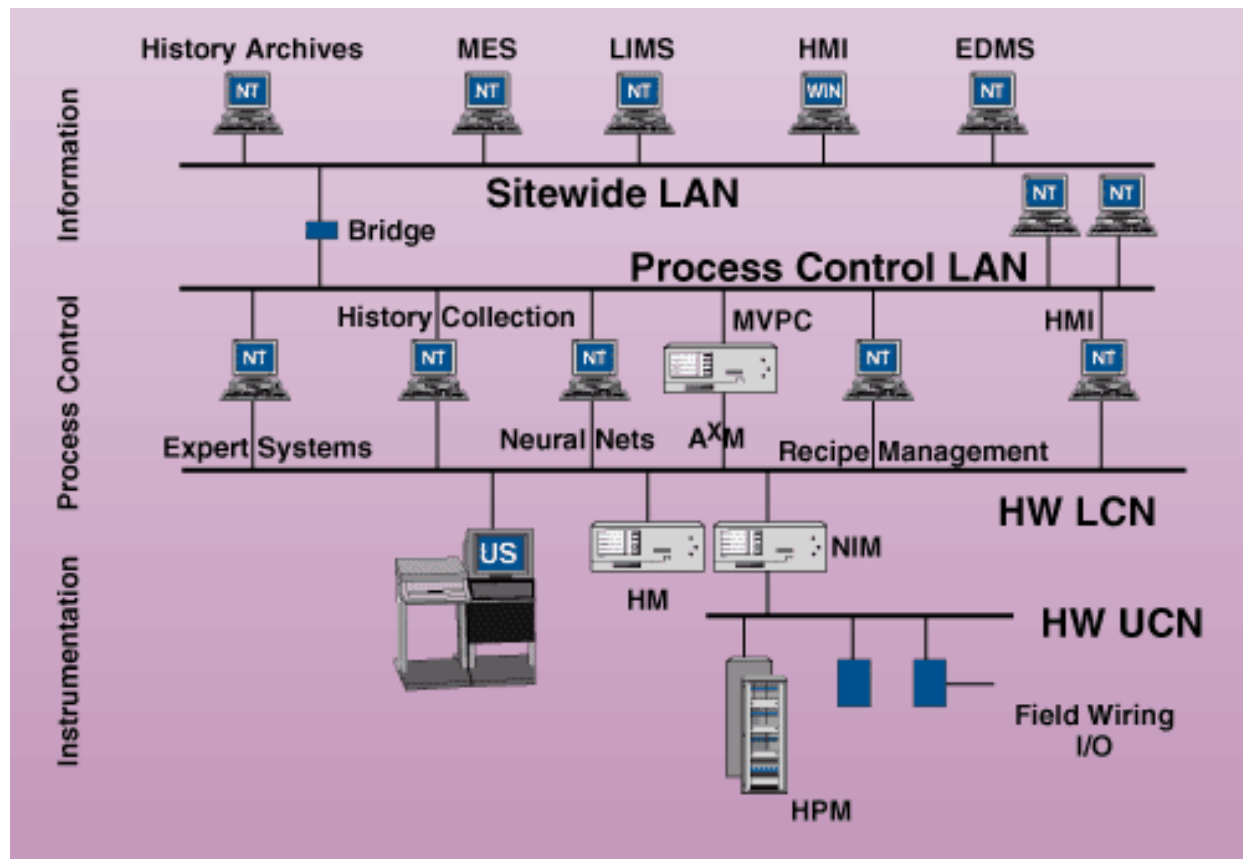 History Archives
MES
LIMS
HMI
EDMS
NT
NT
NT
WIN
NT
Information
Sitewide LAN
NT
NT
Bridge
Process Control LAN
Process Control
History Collection
MVPC
HMI
NT
NT
NT
NT
NT
Expert Systems
Neural Nets
AXM
Recipe Management
HW LCN
Instrumentation
US
HM
NIM
HW UCN
Field Wiring
I/O
HPM